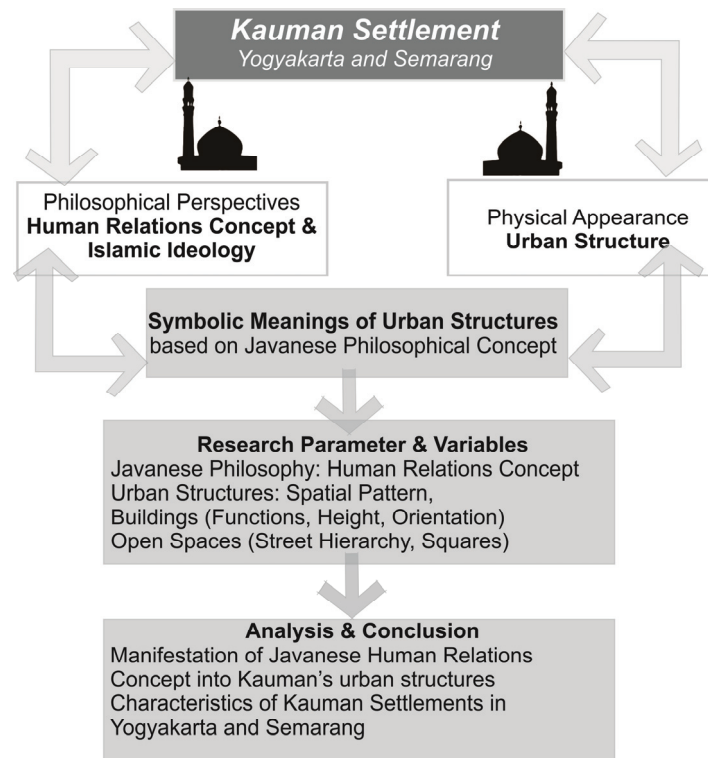 Kauman Settlement
Yogyakarta and Semarang
Philosophical Perspectives
Human Relations Concept &
Islamic Ideology
Physical Appearance
Urban Structure
Symbolic Meanings of Urban Structures
based on Javanese Philosophical Concept
Research Parameter & Variables
Javanese Philosophy: Human Relations Concept
Urban Structures: Spatial Pattern,
Buildings (Functions, Height, Orientation)
Open Spaces (Street Hierarchy, Squares)
Analysis & Conclusion
Manifestation of Javanese Human Relations
Concept into Kauman’s urban structures
Characteristics of Kauman Settlements in
Yogyakarta and Semarang